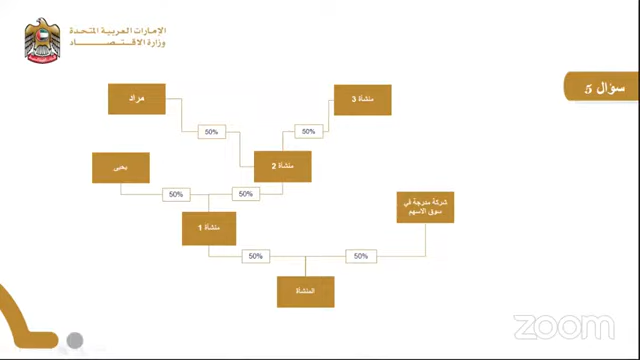 الإمارات العربية المتحدة
وزارة الاقتصاد
سؤال 5
مراد
منشأة 3
50%
50%
منشأة 2
يحيى
50%
50%
شركة مدرجة في
سوق الاسهم
منشأة 1
50%
50%
المنشأة
zoom